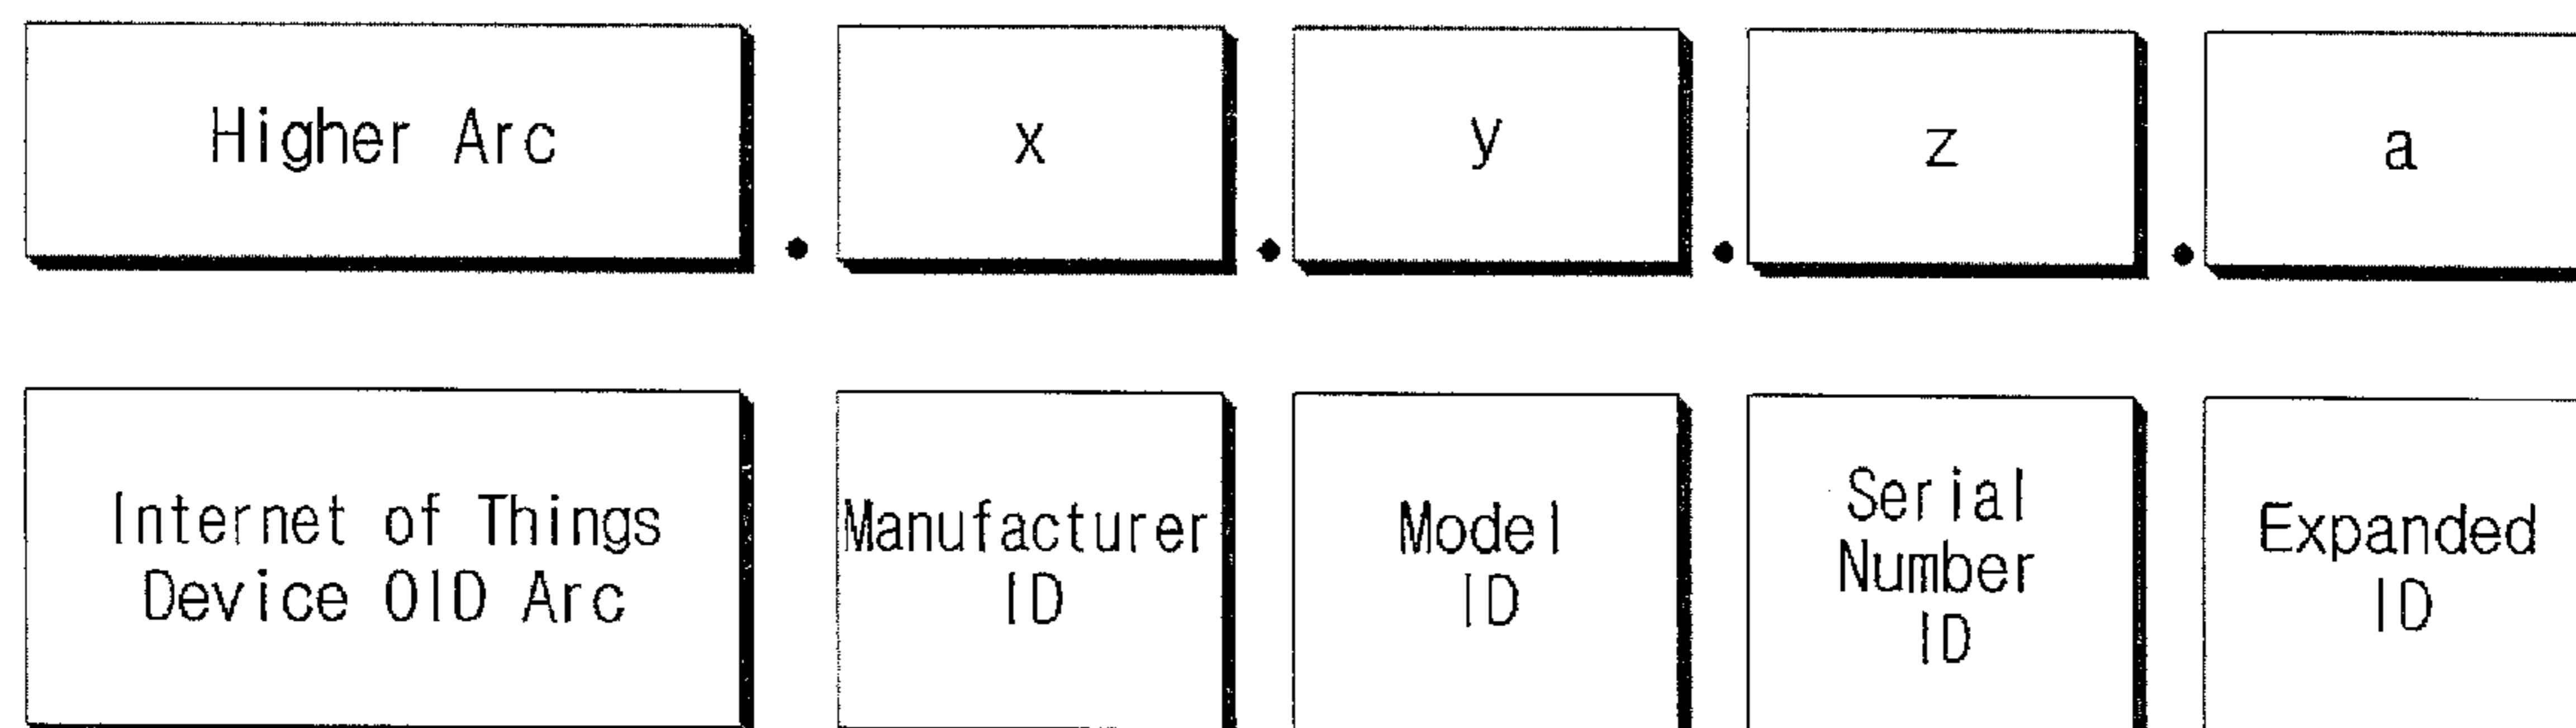 Higher Arc . x . y . z . a
Internet of Things
Device OID Arc
Manufacturer
ID
Model
ID
Serial
Number
ID
Expanded
ID